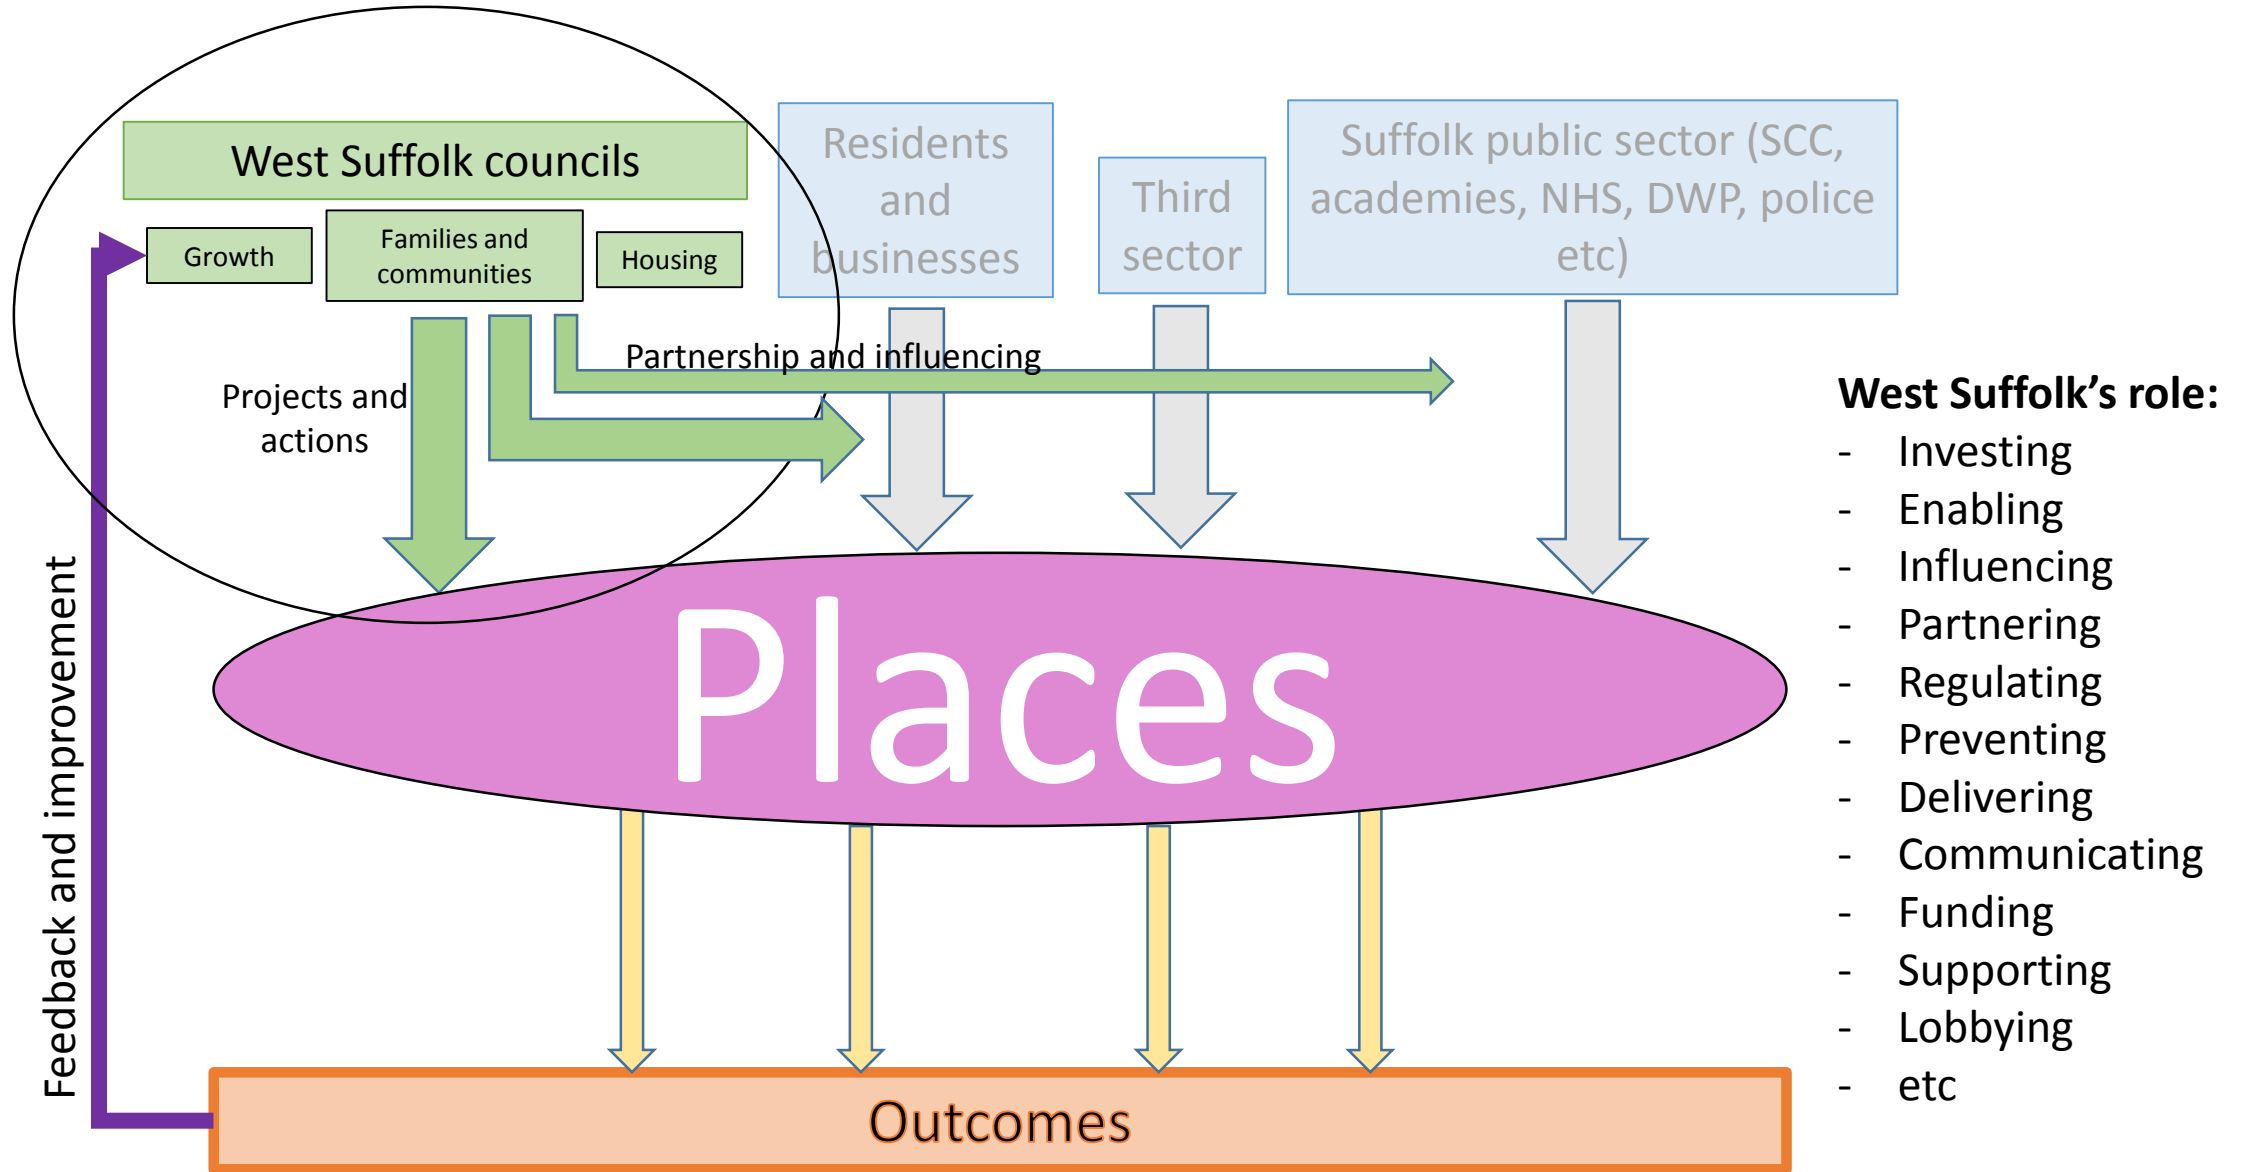 West Suffolk councils
Growth
Families and
communities
Housing
Residents
and
businesses
Third
sector
Suffolk public sector (SCC,
academies, NHS, DWP, police
etc)
Partnership and influencing
Projects and
actions
Feedback and improvement
Places
Outcomes
West Suffolk’s role:
- Investing
- Enabling
- Influencing
- Partnering
- Regulating
- Preventing
- Delivering
- Communicating
- Funding
- Supporting
- Lobbying
- etc